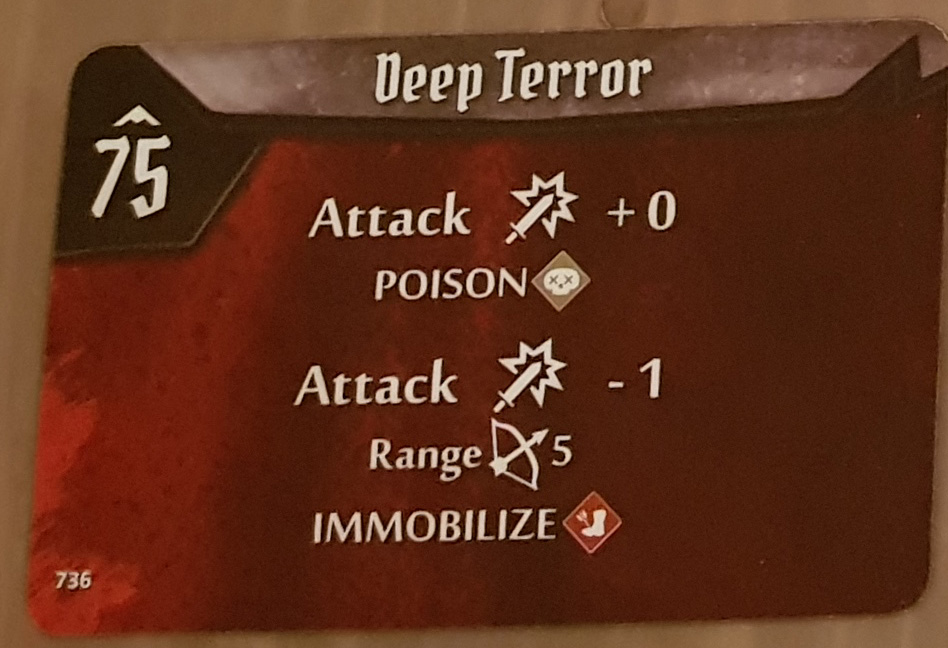 Deep Terror
75
Attack +0
POISON
Attack -1
Range 5
IMMOBILIZE
736